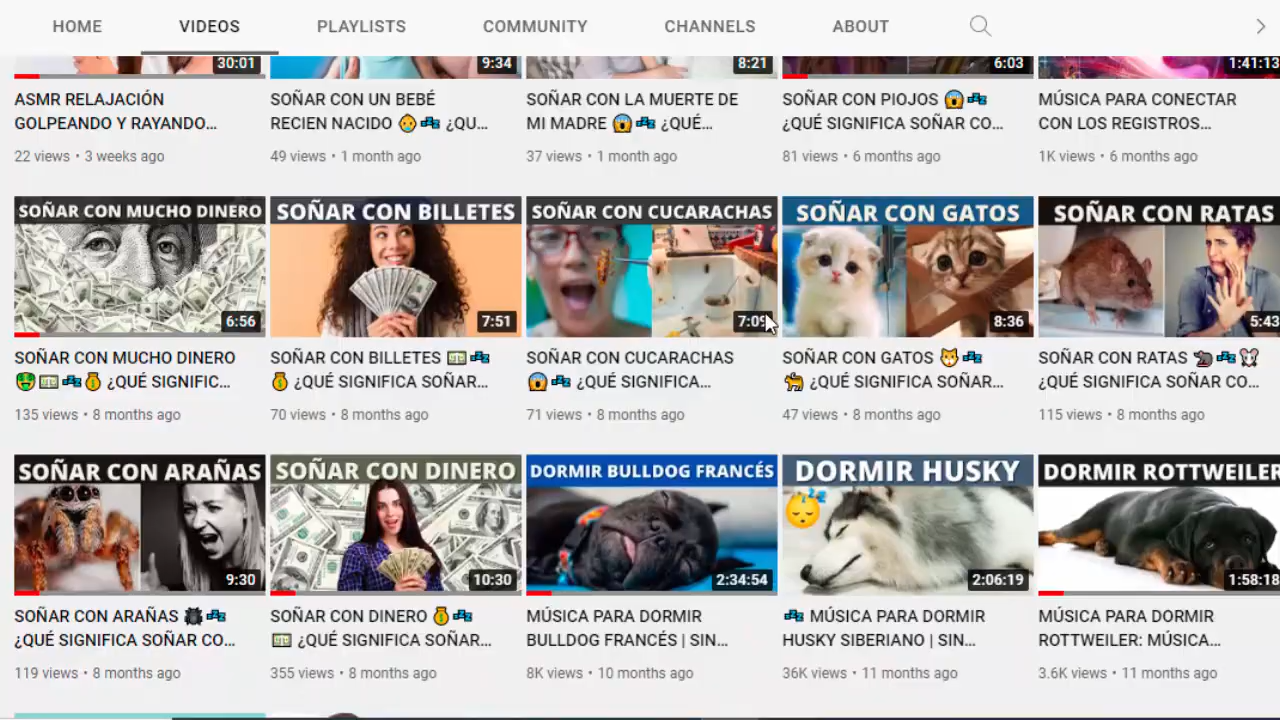 HOME VIDEOS PLAYLISTS COMMUNITY CHANNELS ABOUT
30:01 9:34 8:21 6:03 1:41:13
ASMR RELAJACIÓN
GOLPEANDO Y RAYANDO...
22 views • 3 weeks ago
SOÑAR CON UN BEBÉ
RECIEN NACIDO 👶💤 ¿QU...
49 views • 1 month ago
SOÑAR CON LA MUERTE DE
MI MADRE 😱💤 ¿QUÉ...
37 views • 1 month ago
SOÑAR CON PIOJOS 😱💤
¿QUÉ SIGNIFICA SOÑAR CO...
81 views • 6 months ago
MÚSICA PARA CONECTAR
CON LOS REGISTROS...
1K views • 6 months ago
SOÑAR CON MUCHO DINERO
6:56
SOÑAR CON MUCHO DINERO
🤑💵💤💰 ¿QUÉ SIGNIFIC...
135 views • 8 months ago
SOÑAR CON BILLETES
7:51
SOÑAR CON BILLETES 💵💤
💰 ¿QUÉ SIGNIFICA SOÑAR...
70 views • 8 months ago
SOÑAR CON CUCARACHAS
7:09
SOÑAR CON CUCARACHAS
😱💤 ¿QUÉ SIGNIFICA...
71 views • 8 months ago
SOÑAR CON GATOS
8:36
SOÑAR CON GATOS 🐱💤
🐈 ¿QUÉ SIGNIFICA SOÑAR...
47 views • 8 months ago
SOÑAR CON RATAS
5:43
SOÑAR CON RATAS 🐀💤🐭
¿QUÉ SIGNIFICA SOÑAR CO...
115 views • 8 months ago
SOÑAR CON ARAÑAS
9:30
SOÑAR CON ARAÑAS 🕷💤
¿QUÉ SIGNIFICA SOÑAR CO...
119 views • 8 months ago
SOÑAR CON DINERO
10:30
SOÑAR CON DINERO 💰💤
💵 ¿QUÉ SIGNIFICA SOÑAR...
355 views • 8 months ago
DORMIR BULLDOG FRANCÉS
2:34:54
MÚSICA PARA DORMIR
BULLDOG FRANCÉS | SIN...
8K views • 10 months ago
DORMIR HUSKY
2:06:19
💤 MÚSICA PARA DORMIR
HUSKY SIBERIANO | SIN...
36K views • 11 months ago
DORMIR ROTTWEILER
1:58:18
MÚSICA PARA DORMIR
ROTTWEILER: MÚSICA...
3.6K views • 11 months ago